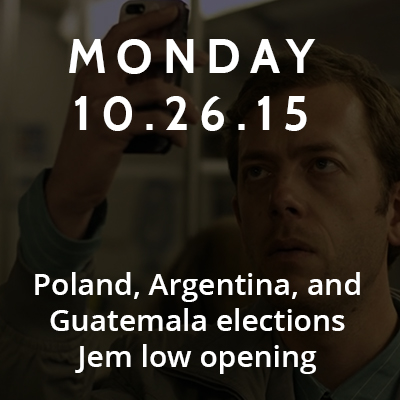 MONDAY
10.26.15
Poland, Argentina, and
Guatemala elections
Jem low opening